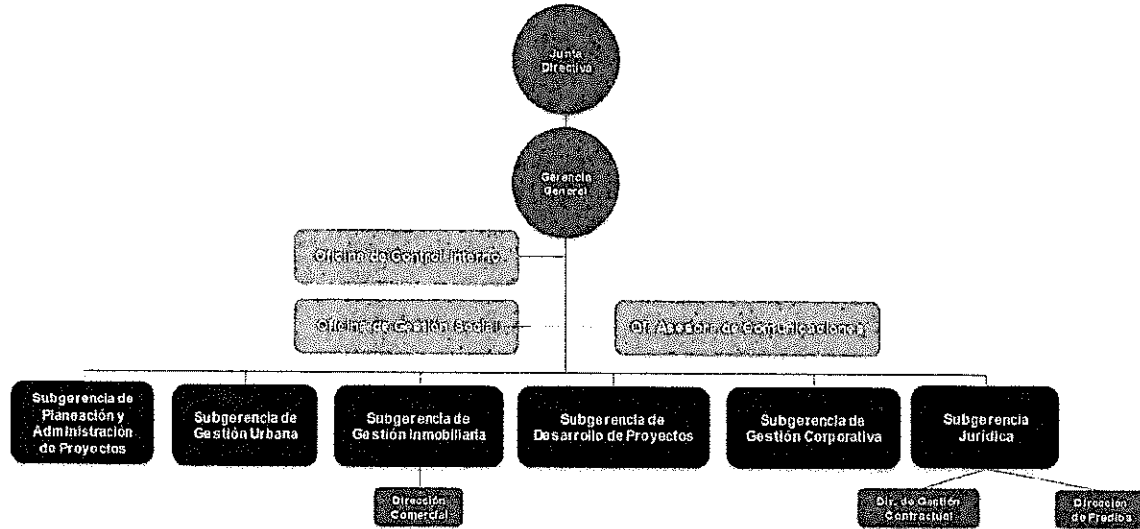 Junta
Directiva
Gerencia
General
Oficina de Control Interno
Oficina de Gestión Social
Of. Asesora de Comunicaciones
Subgerencia de
Planeación y
Administración
de Proyectos
Subgerencia de
Gestión Urbana
Subgerencia de
Gestión Inmobiliaria
Subgerencia de
Desarrollo de Proyectos
Subgerencia de
Gestión Corporativa
Subgerencia
Jurídica
Dirección
Comercial
Dir. de Gestión
Contractual
Dirección
de Predios